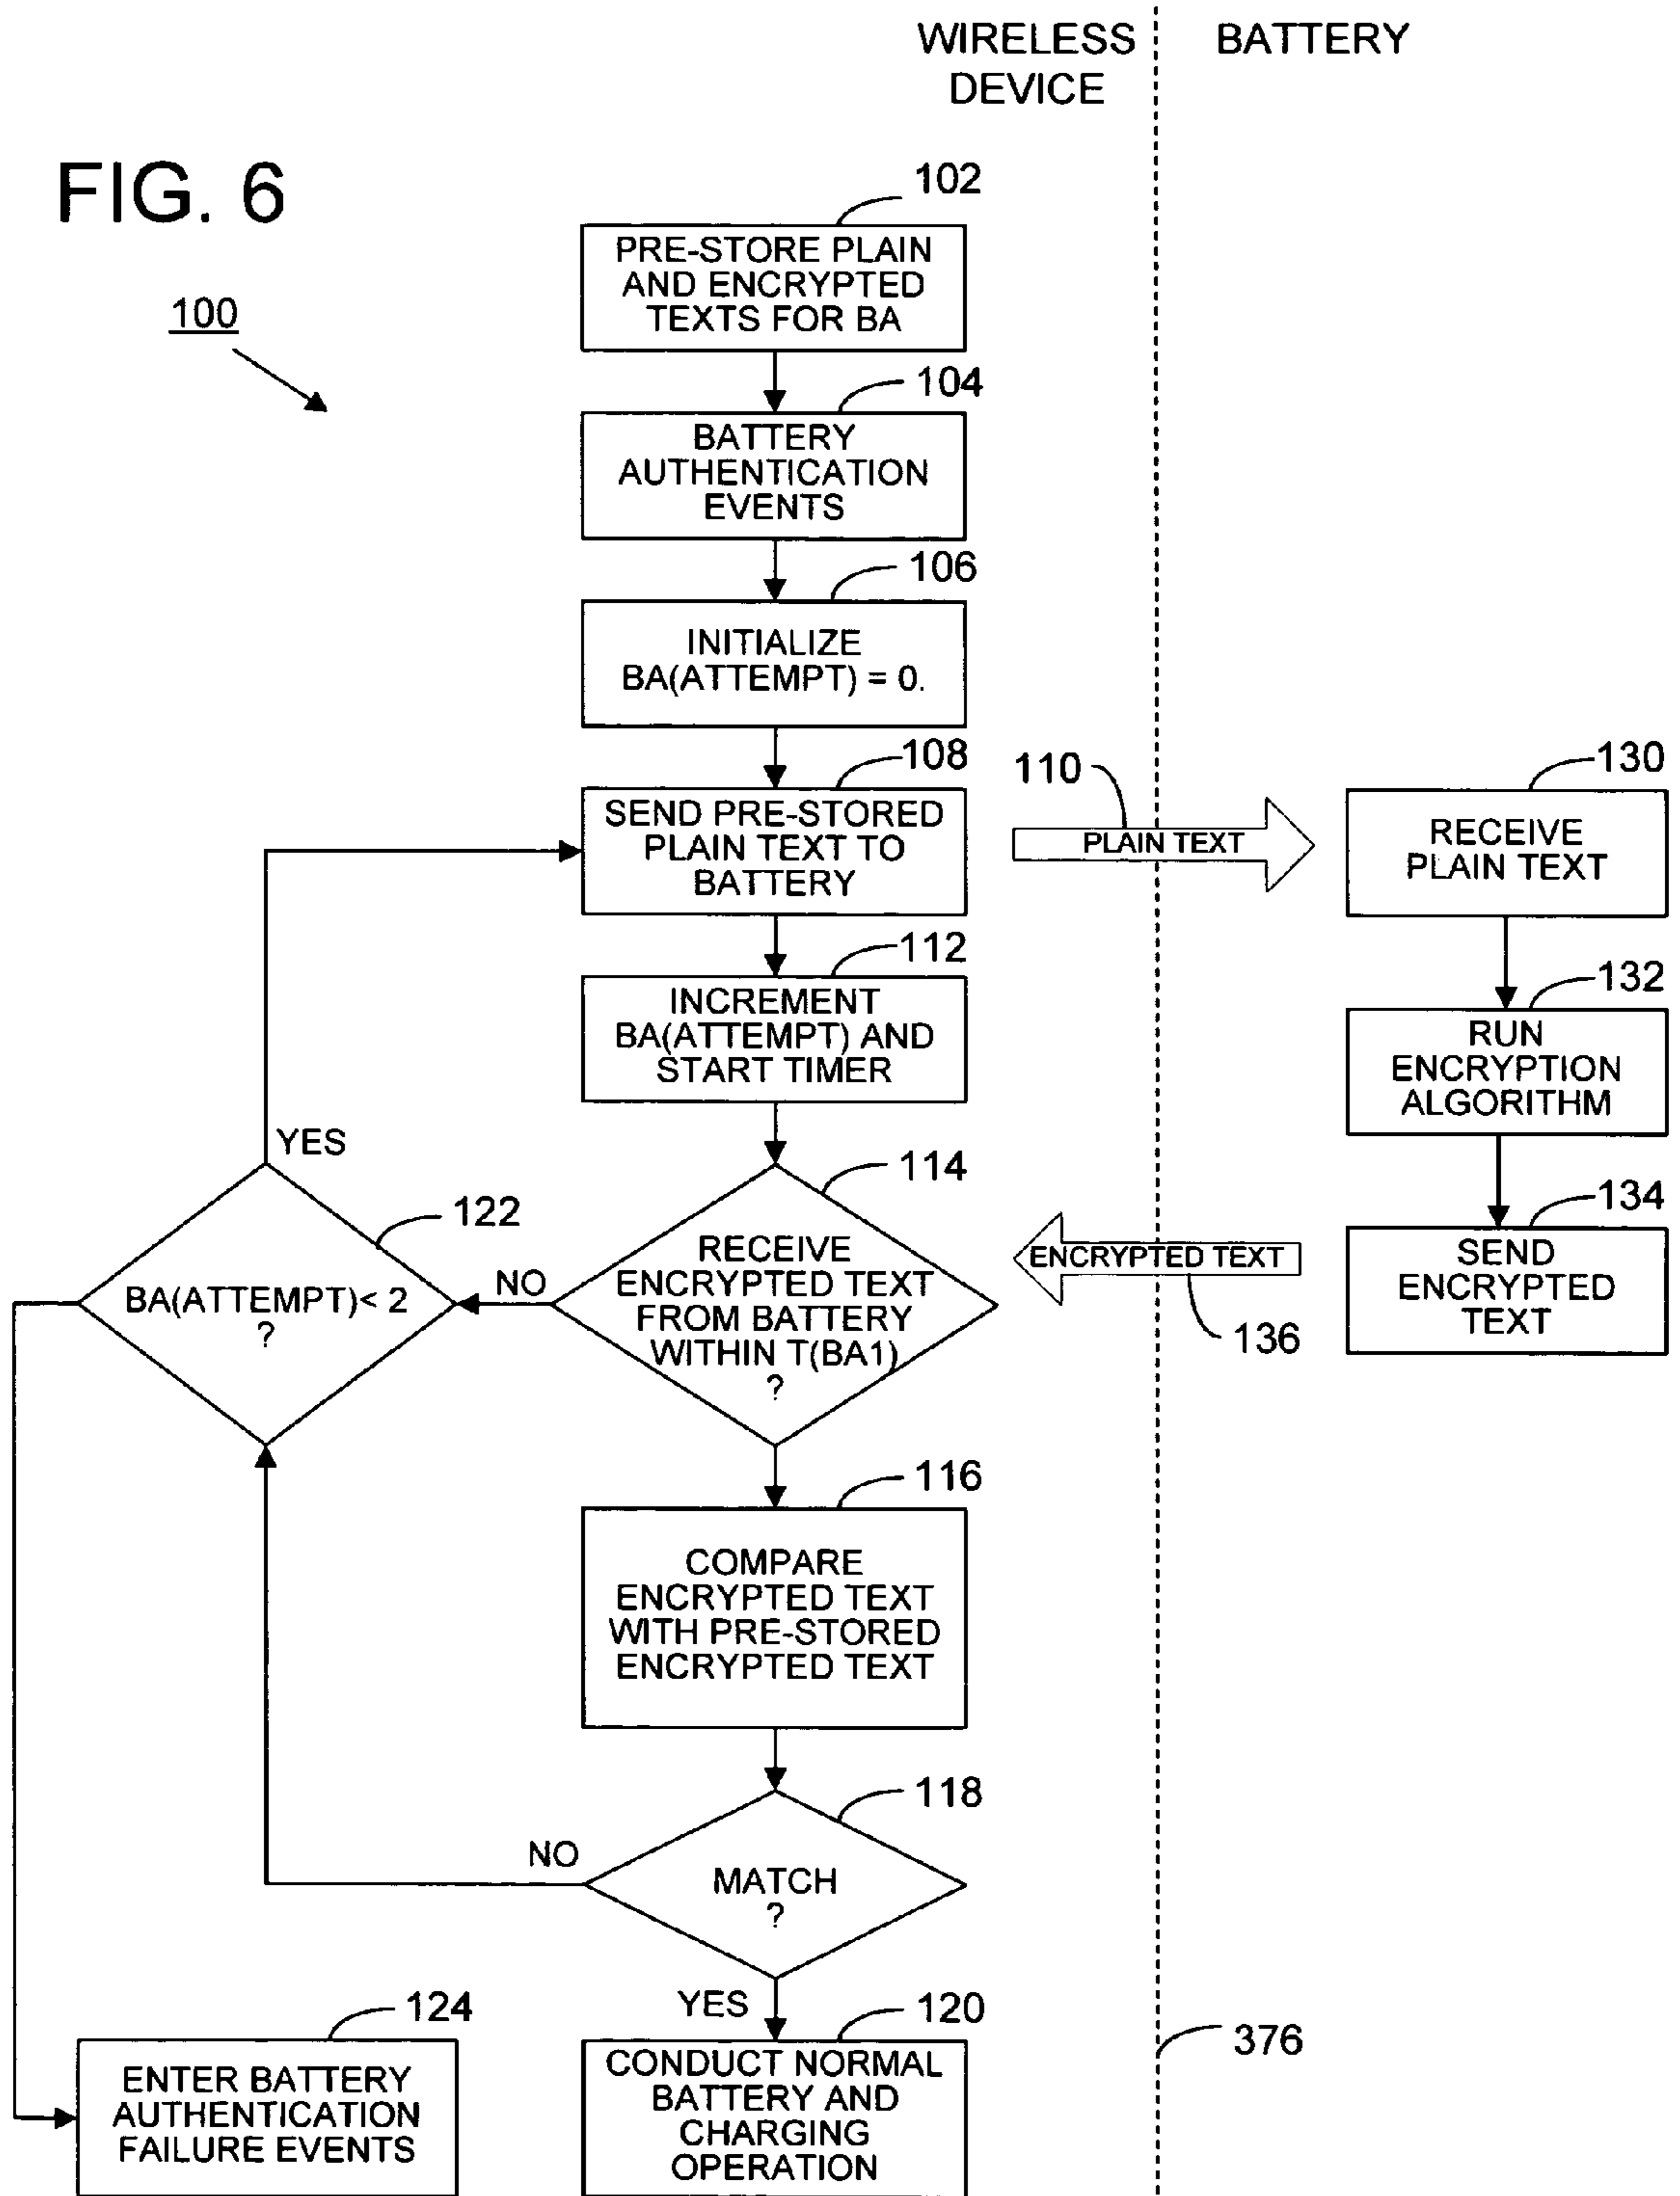 WIRELESS
DEVICE
BATTERY
FIG. 6
100
102
PRE-STORE PLAIN
AND ENCRYPTED
TEXTS FOR BA
104
BATTERY
AUTHENTICATION
EVENTS
106
INITIALIZE
BA(ATTEMPT) = 0.
108
SEND PRE-STORED
PLAIN TEXT TO
BATTERY
110
PLAIN TEXT
130
RECEIVE
PLAIN TEXT
112
INCREMENT
BA(ATTEMPT) AND
START TIMER
132
RUN
ENCRYPTION
ALGORITHM
YES
122
BA(ATTEMPT)< 2
?
NO
114
RECEIVE
ENCRYPTED TEXT
FROM BATTERY
WITHIN T(BA1)
?
ENCRYPTED TEXT
136
134
SEND
ENCRYPTED
TEXT
116
COMPARE
ENCRYPTED TEXT
WITH PRE-STORED
ENCRYPTED TEXT
118
NO
MATCH
?
YES
124
ENTER BATTERY
AUTHENTICATION
FAILURE EVENTS
120
CONDUCT NORMAL
BATTERY AND
CHARGING
OPERATION
376